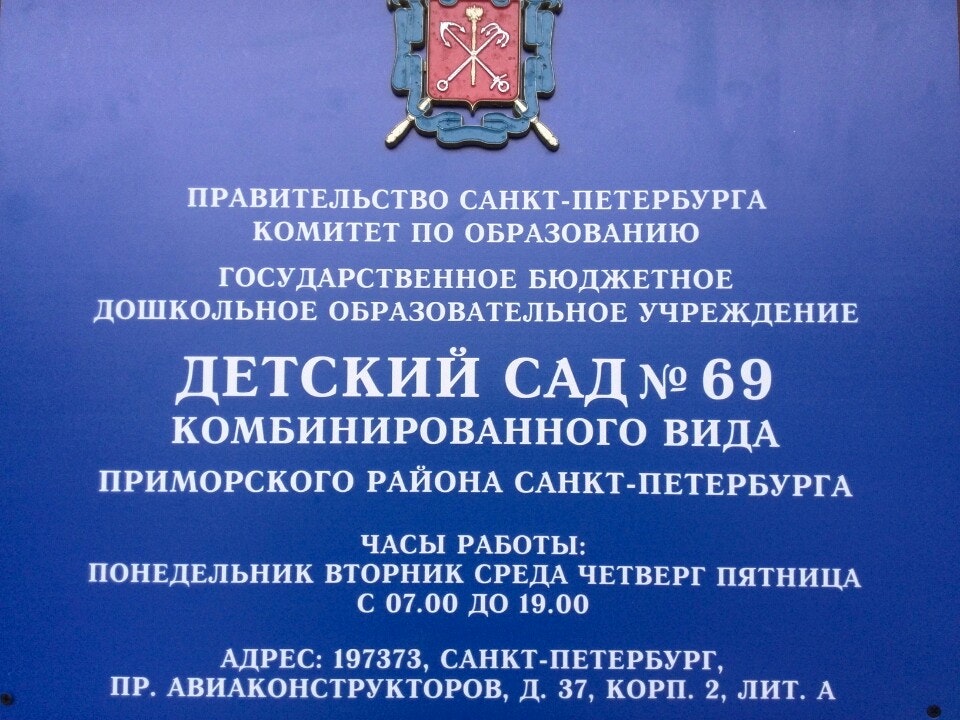 ПРАВИТЕЛЬСТВО САНКТ-ПЕТЕРБУРГА
КОМИТЕТ ПО ОБРАЗОВАНИЮ
ГОСУДАРСТВЕННОЕ БЮДЖЕТНОЕ
ДОШКОЛЬНОЕ ОБРАЗОВАТЕЛЬНОЕ УЧРЕЖДЕНИЕ
ДЕТСКИЙ САД № 69
КОМБИНИРОВАННОГО ВИДА
ПРИМОРСКОГО РАЙОНА САНКТ-ПЕТЕРБУРГА
ЧАСЫ РАБОТЫ:
ПОНЕДЕЛЬНИК ВТОРНИК СРЕДА ЧЕТВЕРГ ПЯТНИЦА
С 07.00 ДО 19.00
АДРЕС: 197373, САНКТ-ПЕТЕРБУРГ,
ПР. АВИАКОНСТРУКТОРОВ, Д. 37, КОРП. 2, ЛИТ. А